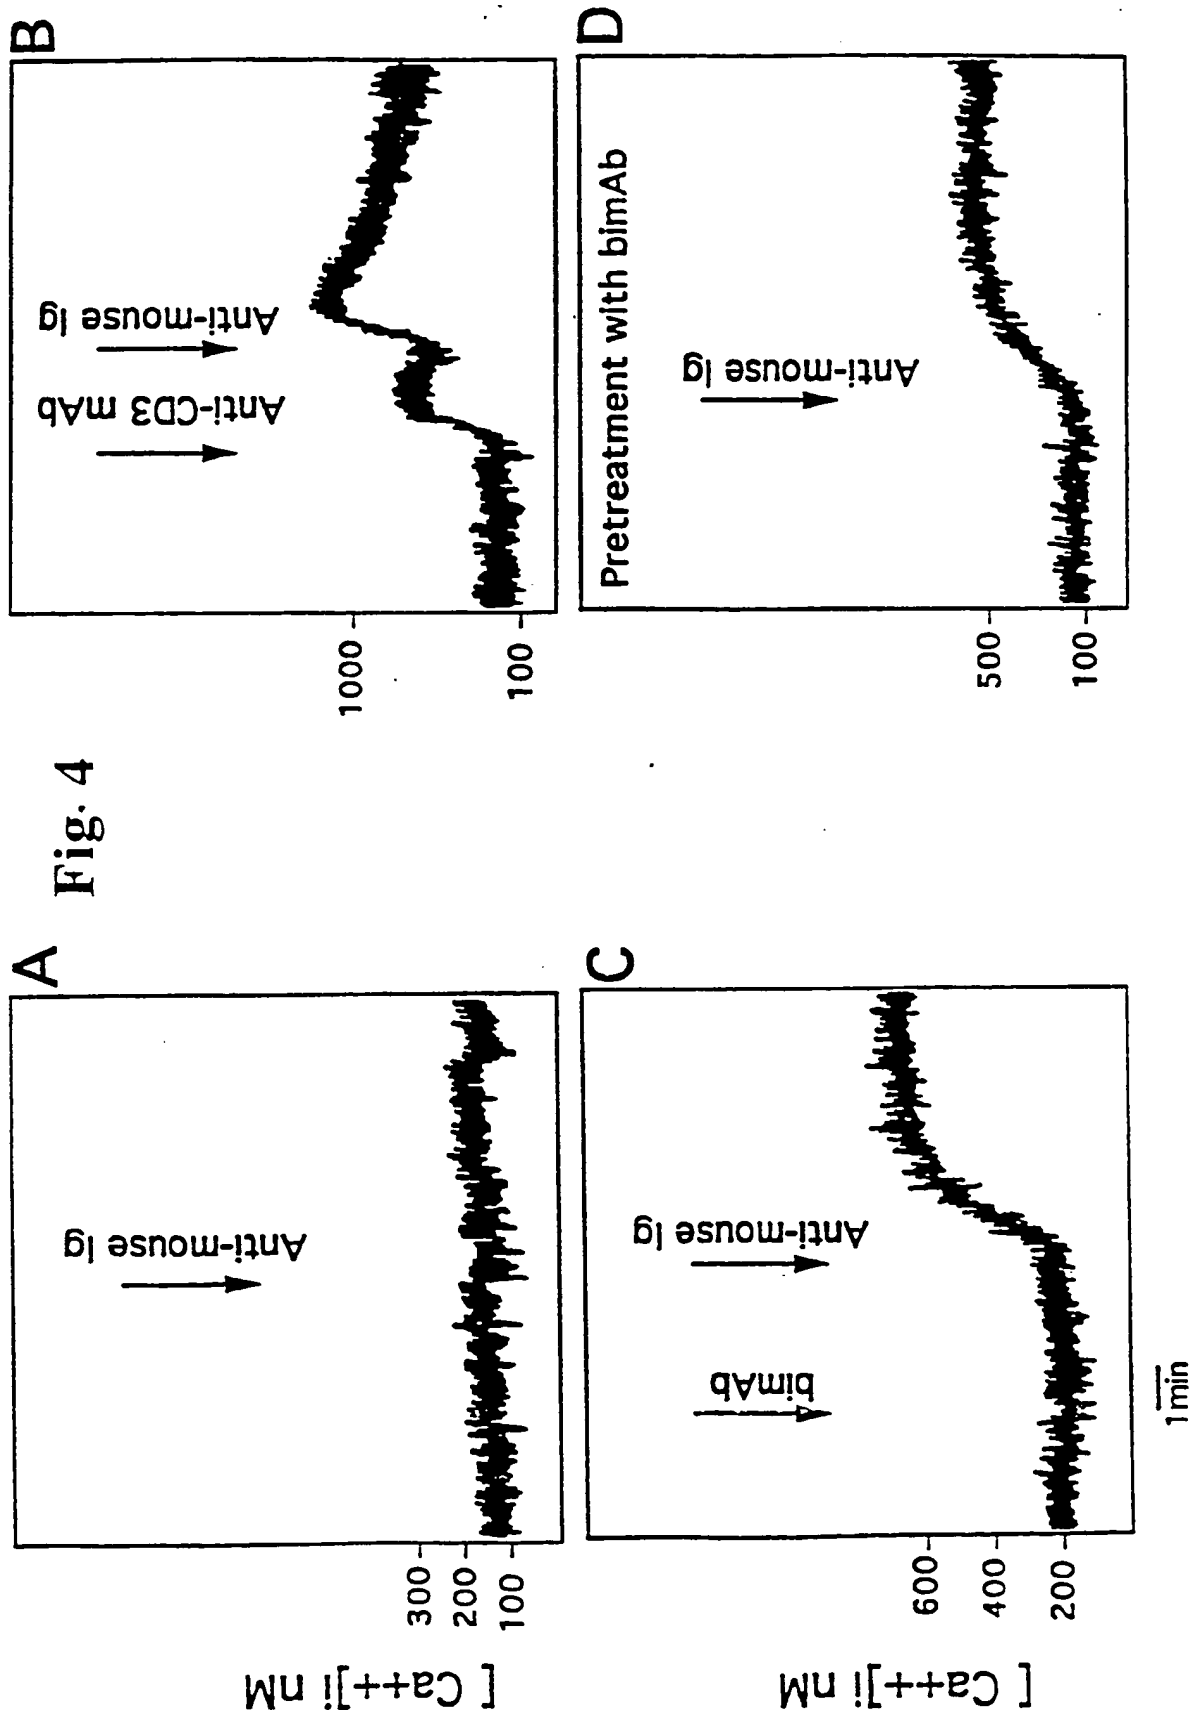 Fig. 4
A
Anti-mouse Ig
300
200
100
[ Ca++]i nM
B
Anti-CD3 mAb
Anti-mouse Ig
1000
100
C
bimAb
Anti-mouse Ig
600
400
200
[ Ca++]i nM
1 min
D
Pretreatment with bimAb
Anti-mouse Ig
500
100